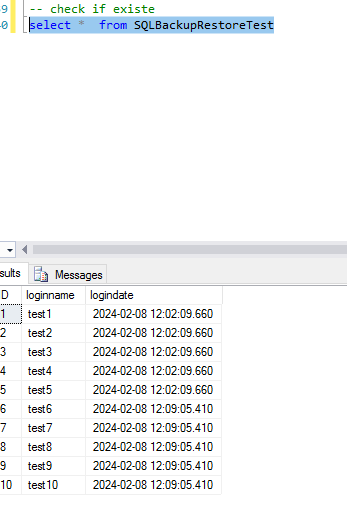 39
-- check if existe
40
select * from SQLBackupRestoreTest
sults Messages
D loginname logindate
1 test1 2024-02-08 12:02:09.660
2 test2 2024-02-08 12:02:09.660
3 test3 2024-02-08 12:02:09.660
4 test4 2024-02-08 12:02:09.660
5 test5 2024-02-08 12:02:09.660
6 test6 2024-02-08 12:09:05.410
7 test7 2024-02-08 12:09:05.410
8 test8 2024-02-08 12:09:05.410
9 test9 2024-02-08 12:09:05.410
10 test10 2024-02-08 12:09:05.410